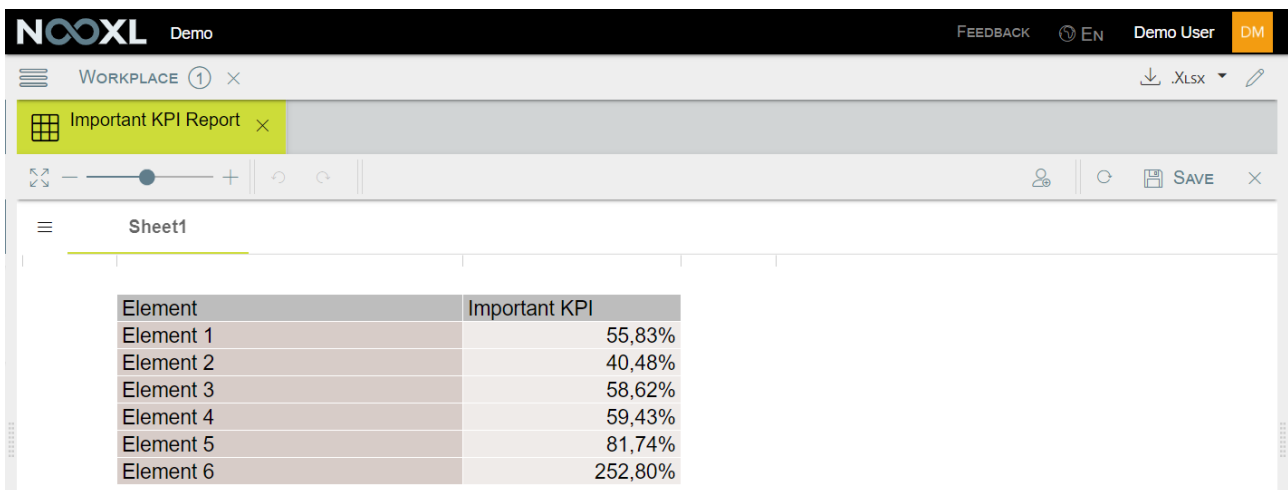 NOOXL Demo FEEDBACK EN Demo User DM
WORKPLACE 1 .XLSX
Important KPI Report
SAVE
Sheet1
Element Important KPI
Element 1 55,83%
Element 2 40,48%
Element 3 58,62%
Element 4 59,43%
Element 5 81,74%
Element 6 252,80%